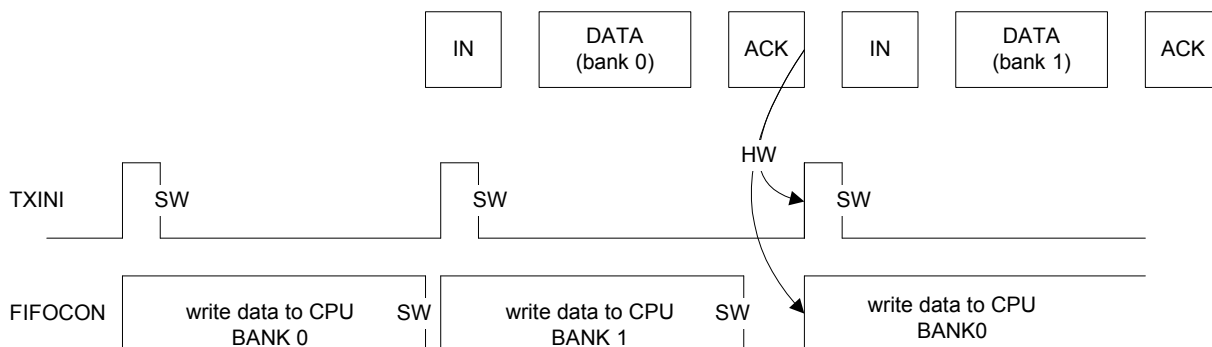 IN
DATA
(bank 0)
ACK
IN
DATA
(bank 1)
ACK
HW
TXINI
SW
SW
SW
FIFOCON
write data to CPU
BANK 0
SW
write data to CPU
BANK 1
SW
write data to CPU
BANK0